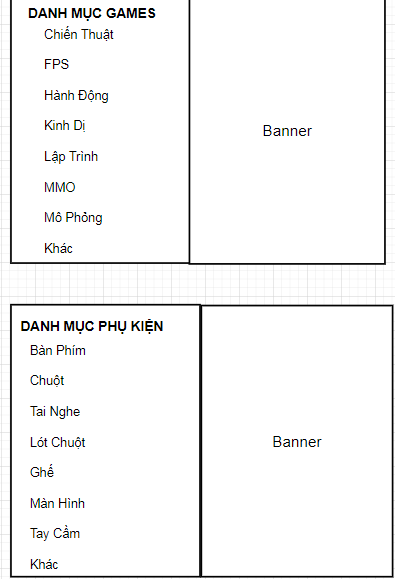 DANH MỤC GAMES
Chiến Thuật
FPS
Hành Động
Kinh Dị
Lập Trình
MMO
Mô Phỏng
Khác
Banner
DANH MỤC PHỤ KIỆN
Bàn Phím
Chuột
Tai Nghe
Lót Chuột
Ghế
Màn Hình
Tay Cầm
Khác
Banner